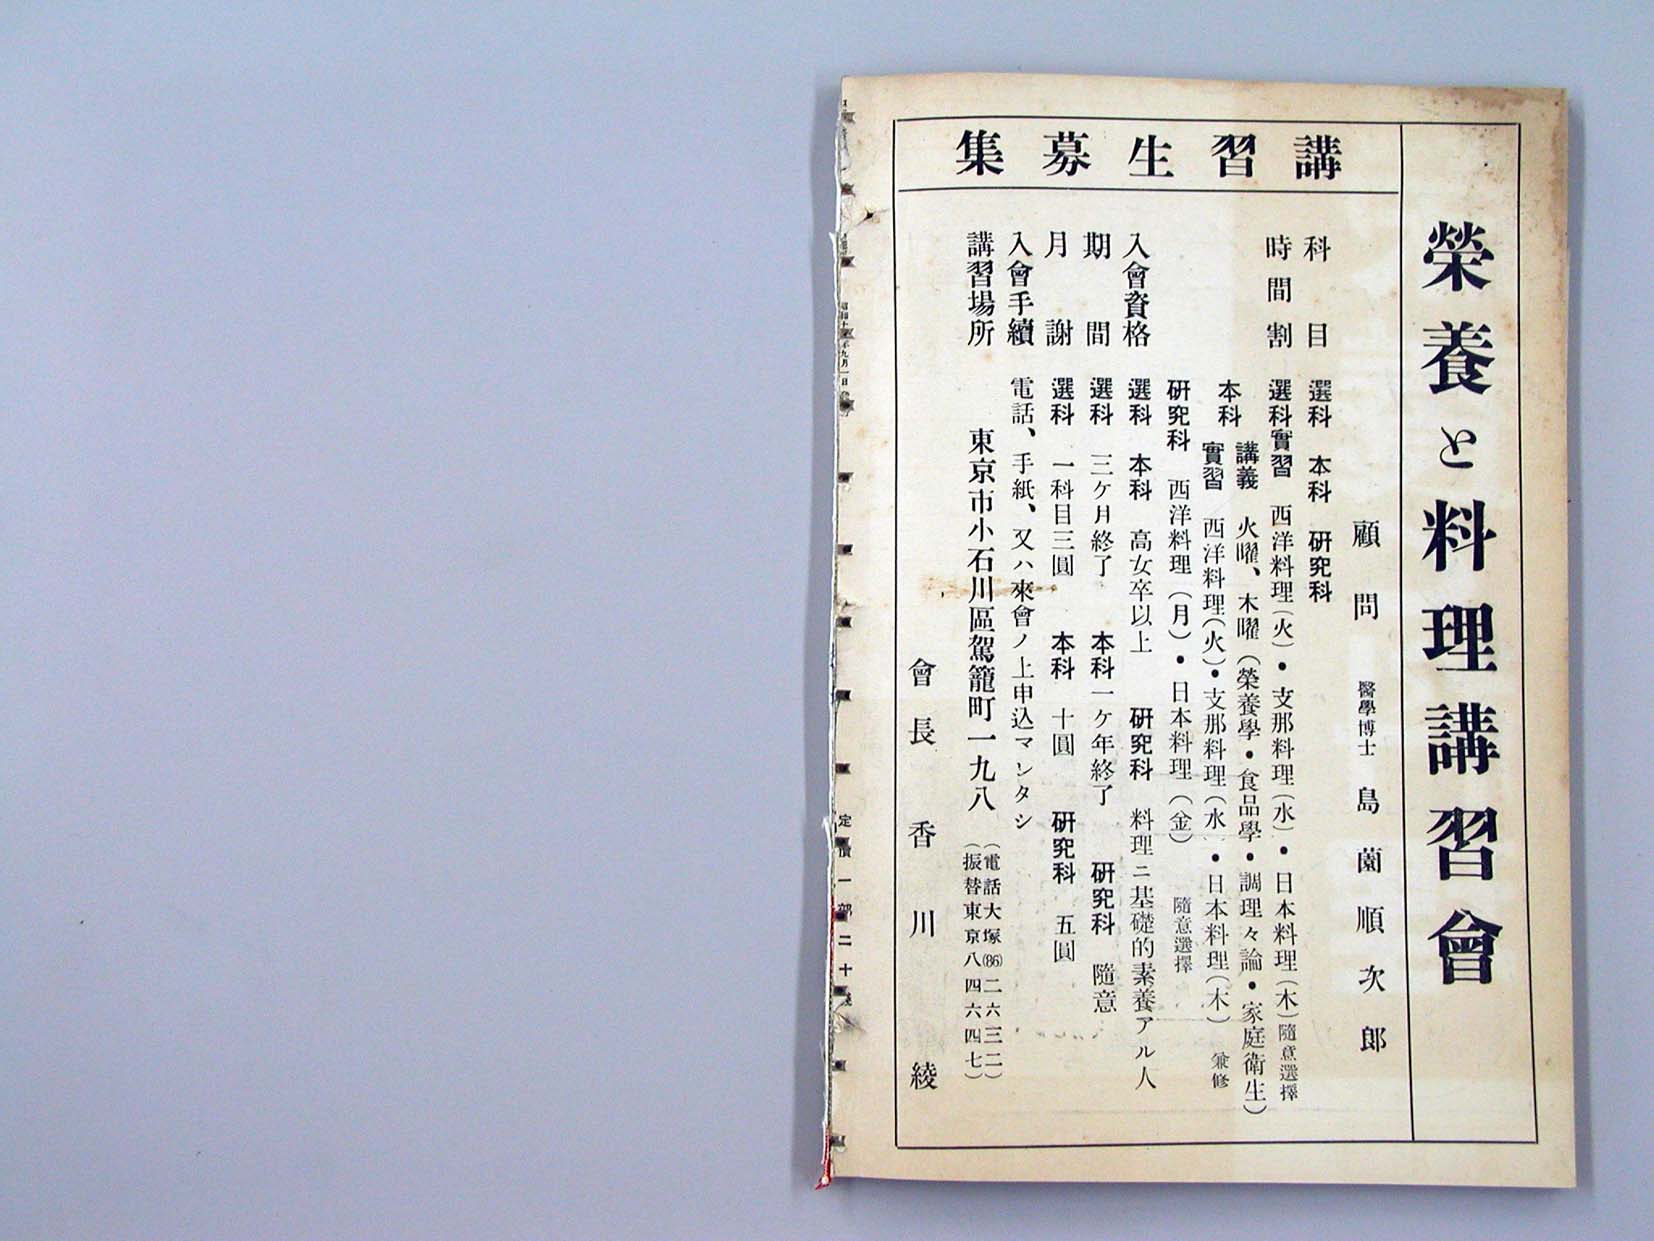 榮養と料理講習會
講習生募集
顧問 醫學博士 島薗順次郎
科目 選科 本科 研究科
時間割 選科實習 西洋料理(火)・支那料理(水)・日本料理(木)隨意選擇
本科 講義 火曜、木曜(榮養學・食品學・調理々論・家庭衛生)
實習 西洋料理(火)・支那料理(水)・日本料理(木) 兼修
研究科 西洋料理(月)・日本料理(金) 隨意選擇
入會資格 選科 本科 高女卒以上 研究科 料理ニ基礎的素養アル人
期間 選科 三ケ月終了 本科一ケ年終了 研究科 隨意
月謝 選科 一科目三圓 本科 十圓 研究科 五圓
入會手續 電話、手紙、又ハ來會ノ上申込マレタシ
講習場所 東京市小石川區駕籠町一九八
(電話大塚(86)二六三二)
(振替東京八四六四七)
會長 香川 綾
定價一部二十